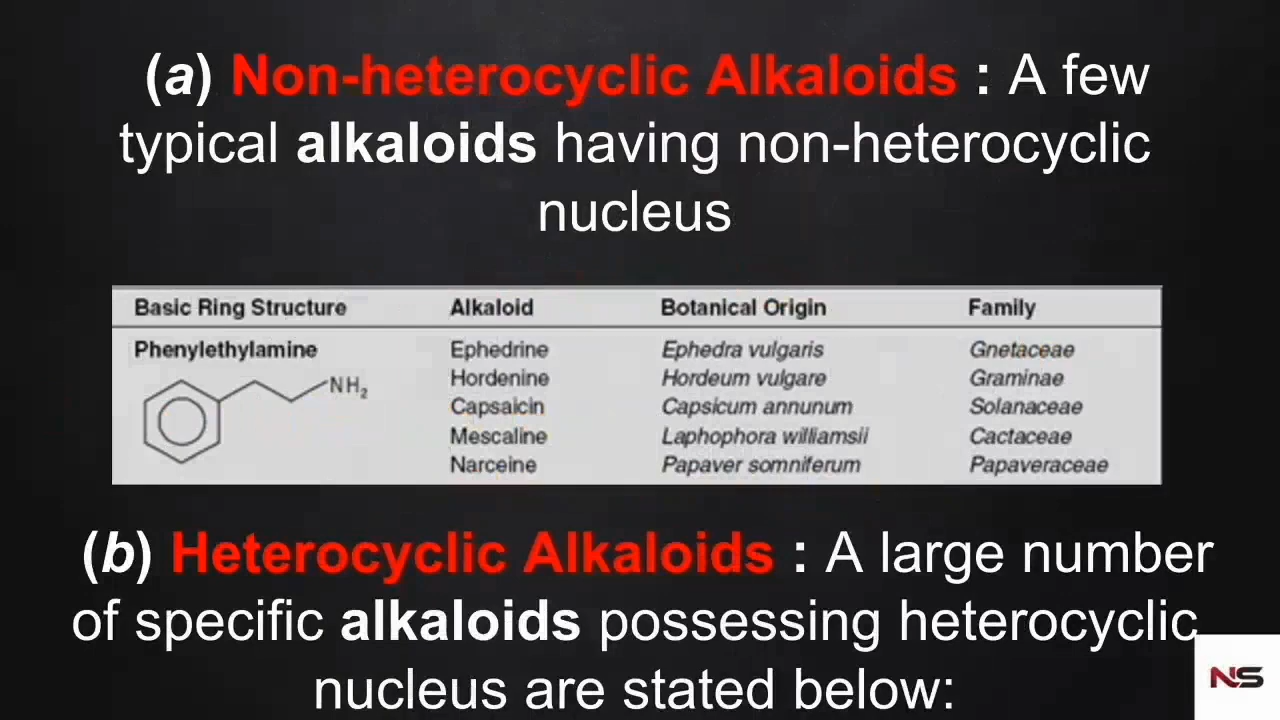 (a) Non-heterocyclic Alkaloids : A few
typical alkaloids having non-heterocyclic
nucleus
Basic Ring Structure Alkaloid Botanical Origin Family
Phenylethylamine Ephedrine Ephedra vulgaris Gnetaceae
NH₂ Hordenine Hordeum vulgare Graminae
Capsaicin Capsicum annunum Solanaceae
Mescaline Laphophora williamsii Cactaceae
Narceine Papaver somniferum Papaveraceae
(b) Heterocyclic Alkaloids : A large number
of specific alkaloids possessing heterocyclic
nucleus are stated below:
NS